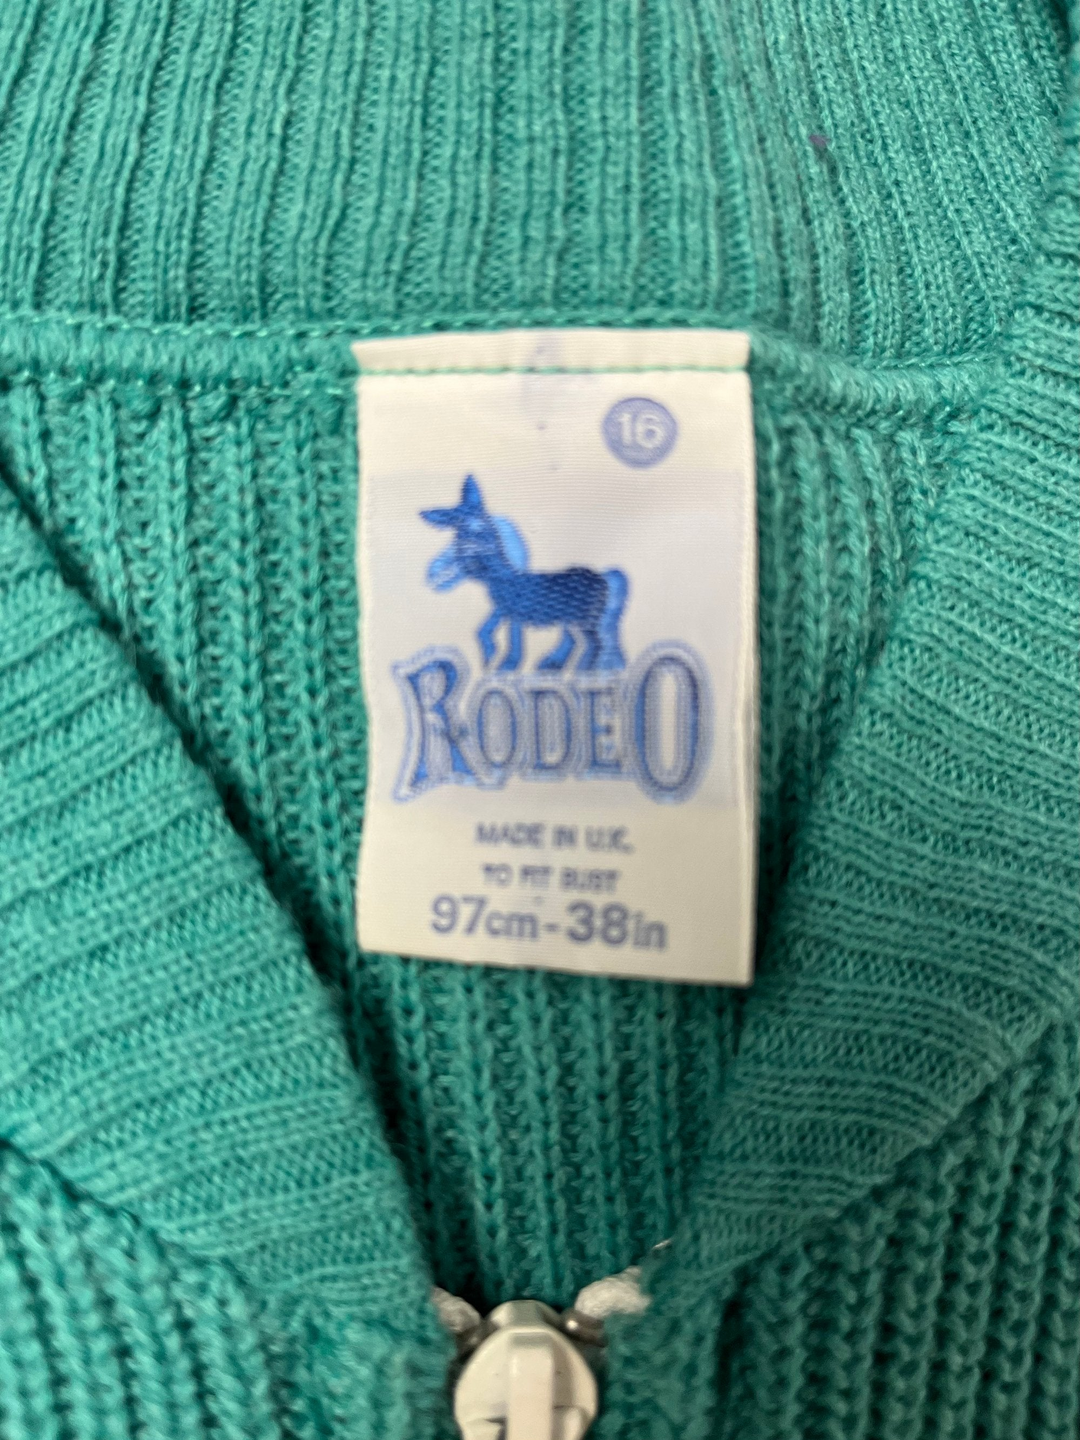 16
RODEO
MADE IN U.K.
TO FIT BUST
97cm-38in